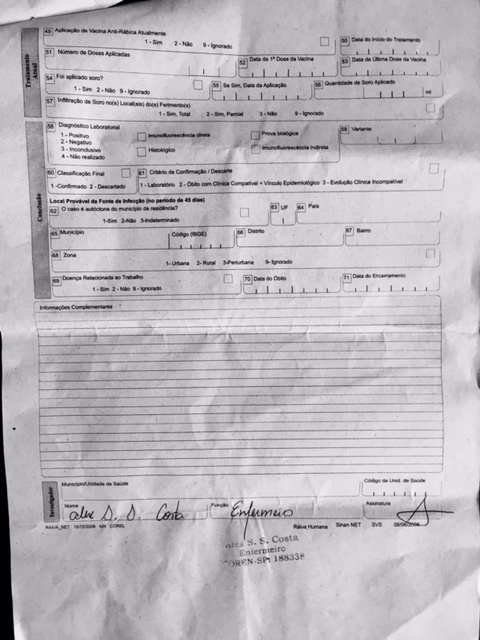 49 Aplicação de Vacina Anti-Rábica Atualmente
1 - Sim 2 - Não 9 - Ignorado
50 Data do Início do Tratamento
Tratamento Atual
51 Número de Doses Aplicadas
52 Data da 1ª Dose da Vacina
53 Data da Última Dose da Vacina
54 Foi aplicado soro?
1 - Sim 2 - Não 9 - Ignorado
55 Se Sim, Data da Aplicação
56 Quantidade de Soro Aplicado
ml
57 Infiltração de Soro no(s) Local(ais) do(s) Ferimento(s)
1 - Sim, Total 2 - Sim, Parcial 3 - Não 9 - Ignorado
58 Diagnóstico Laboratorial
1 - Positivo
2 - Negativo
3 - Inconclusivo
4 - Não realizado
Imunofluorescência direta
Histológico
Prova biológica
Imunofluorescência indireta
59 Variante
Conclusão
60 Classificação Final
1 -Confirmado 2 - Descartado
61 Critério de Confirmação / Descarte
1 - Laboratório 2 - Óbito com Clínica Compatível + Vínculo Epidemiológico 3 - Evolução Clínica Incompatível
Local Provável da Fonte de Infecção (no período de 45 dias)
62 O caso é autóctone do município de residência?
1-Sim 2-Não 3-Indeterminado
63 UF
64 País
65 Município
Código (IBGE)
66 Distrito
67 Bairro
68 Zona
1- Urbana 2- Rural 3-Periurbana 9- Ignorado
69 Doença Relacionada ao Trabalho
1 - Sim 2 - Não 9 - Ignorado
70 Data do Óbito
71 Data do Encerramento
Informações Complementares
Investigador
Município/Unidade de Saúde
Código da Unid. de Saúde
Nome
Função
Assinatura
S. S. Costa
Enfermeiro
Raiva Humana Sinan NET SVS
S. S. Costa
Enfermeiro
COREN-SP: 188339